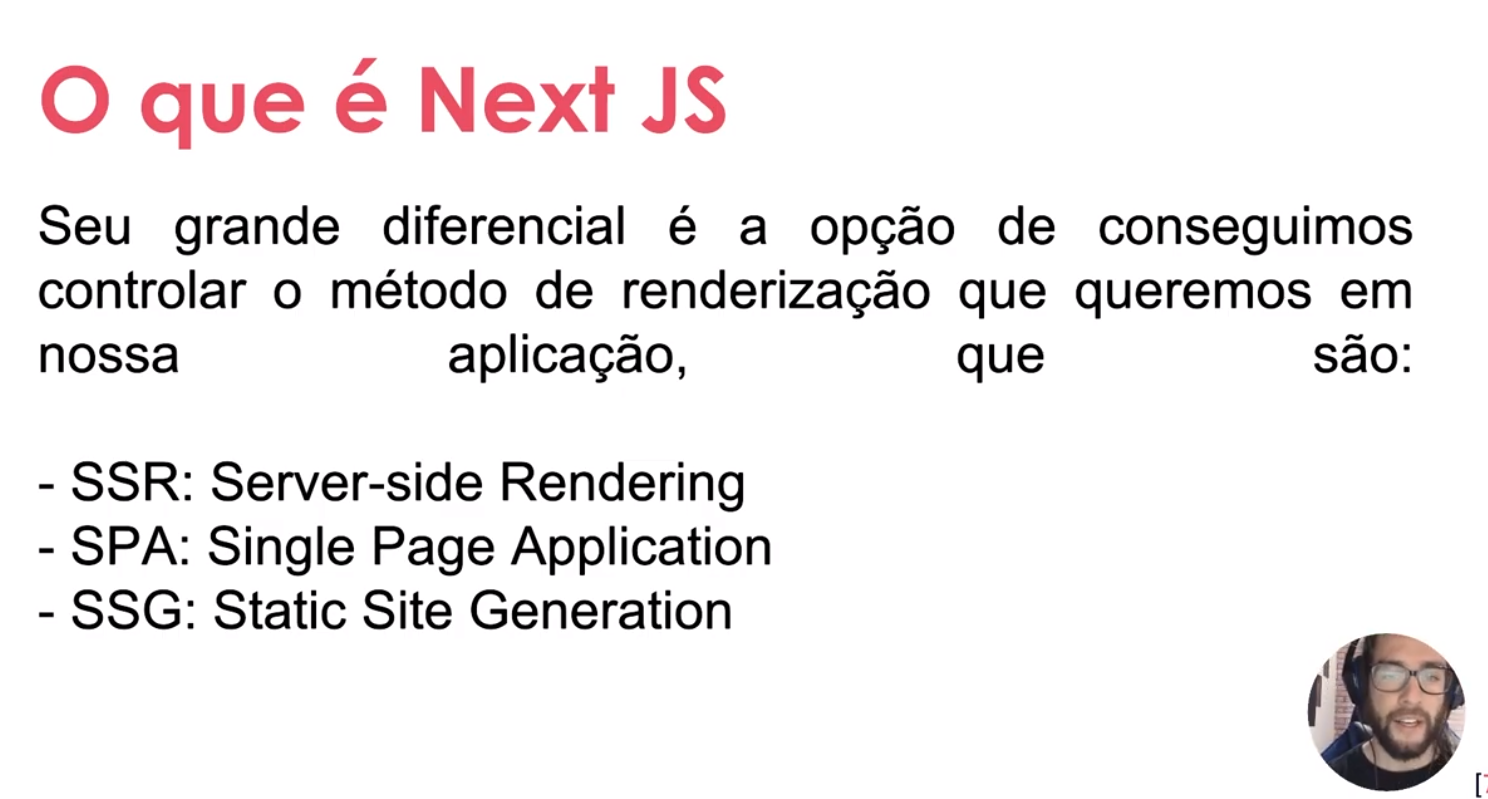 O que é Next JS
Seu grande diferencial é a opção de conseguimos
controlar o método de renderização que queremos em
nossa aplicação, que são:
- SSR: Server-side Rendering
- SPA: Single Page Application
- SSG: Static Site Generation